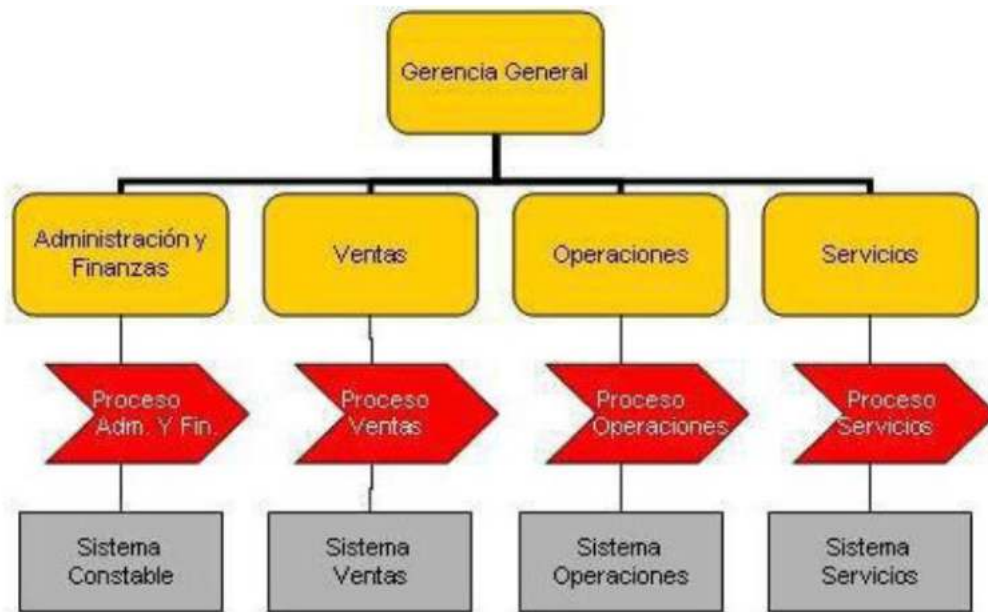 Gerencia General
Administración y
Finanzas
Ventas
Operaciones
Servicios
Proceso
Adm. Y Fin.
Proceso
Ventas
Proceso
Operaciones
Proceso
Servicios
Sistema
Constable
Sistema
Ventas
Sistema
Operaciones
Sistema
Servicios